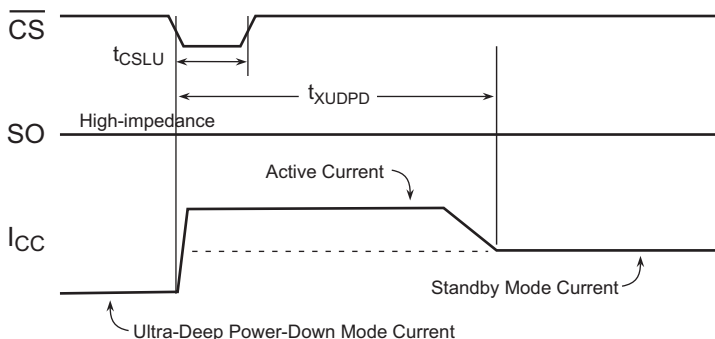 CS
tCSLU
tXUDPD
High-impedance
SO
Active Current
ICC
Standby Mode Current
Ultra-Deep Power-Down Mode Current